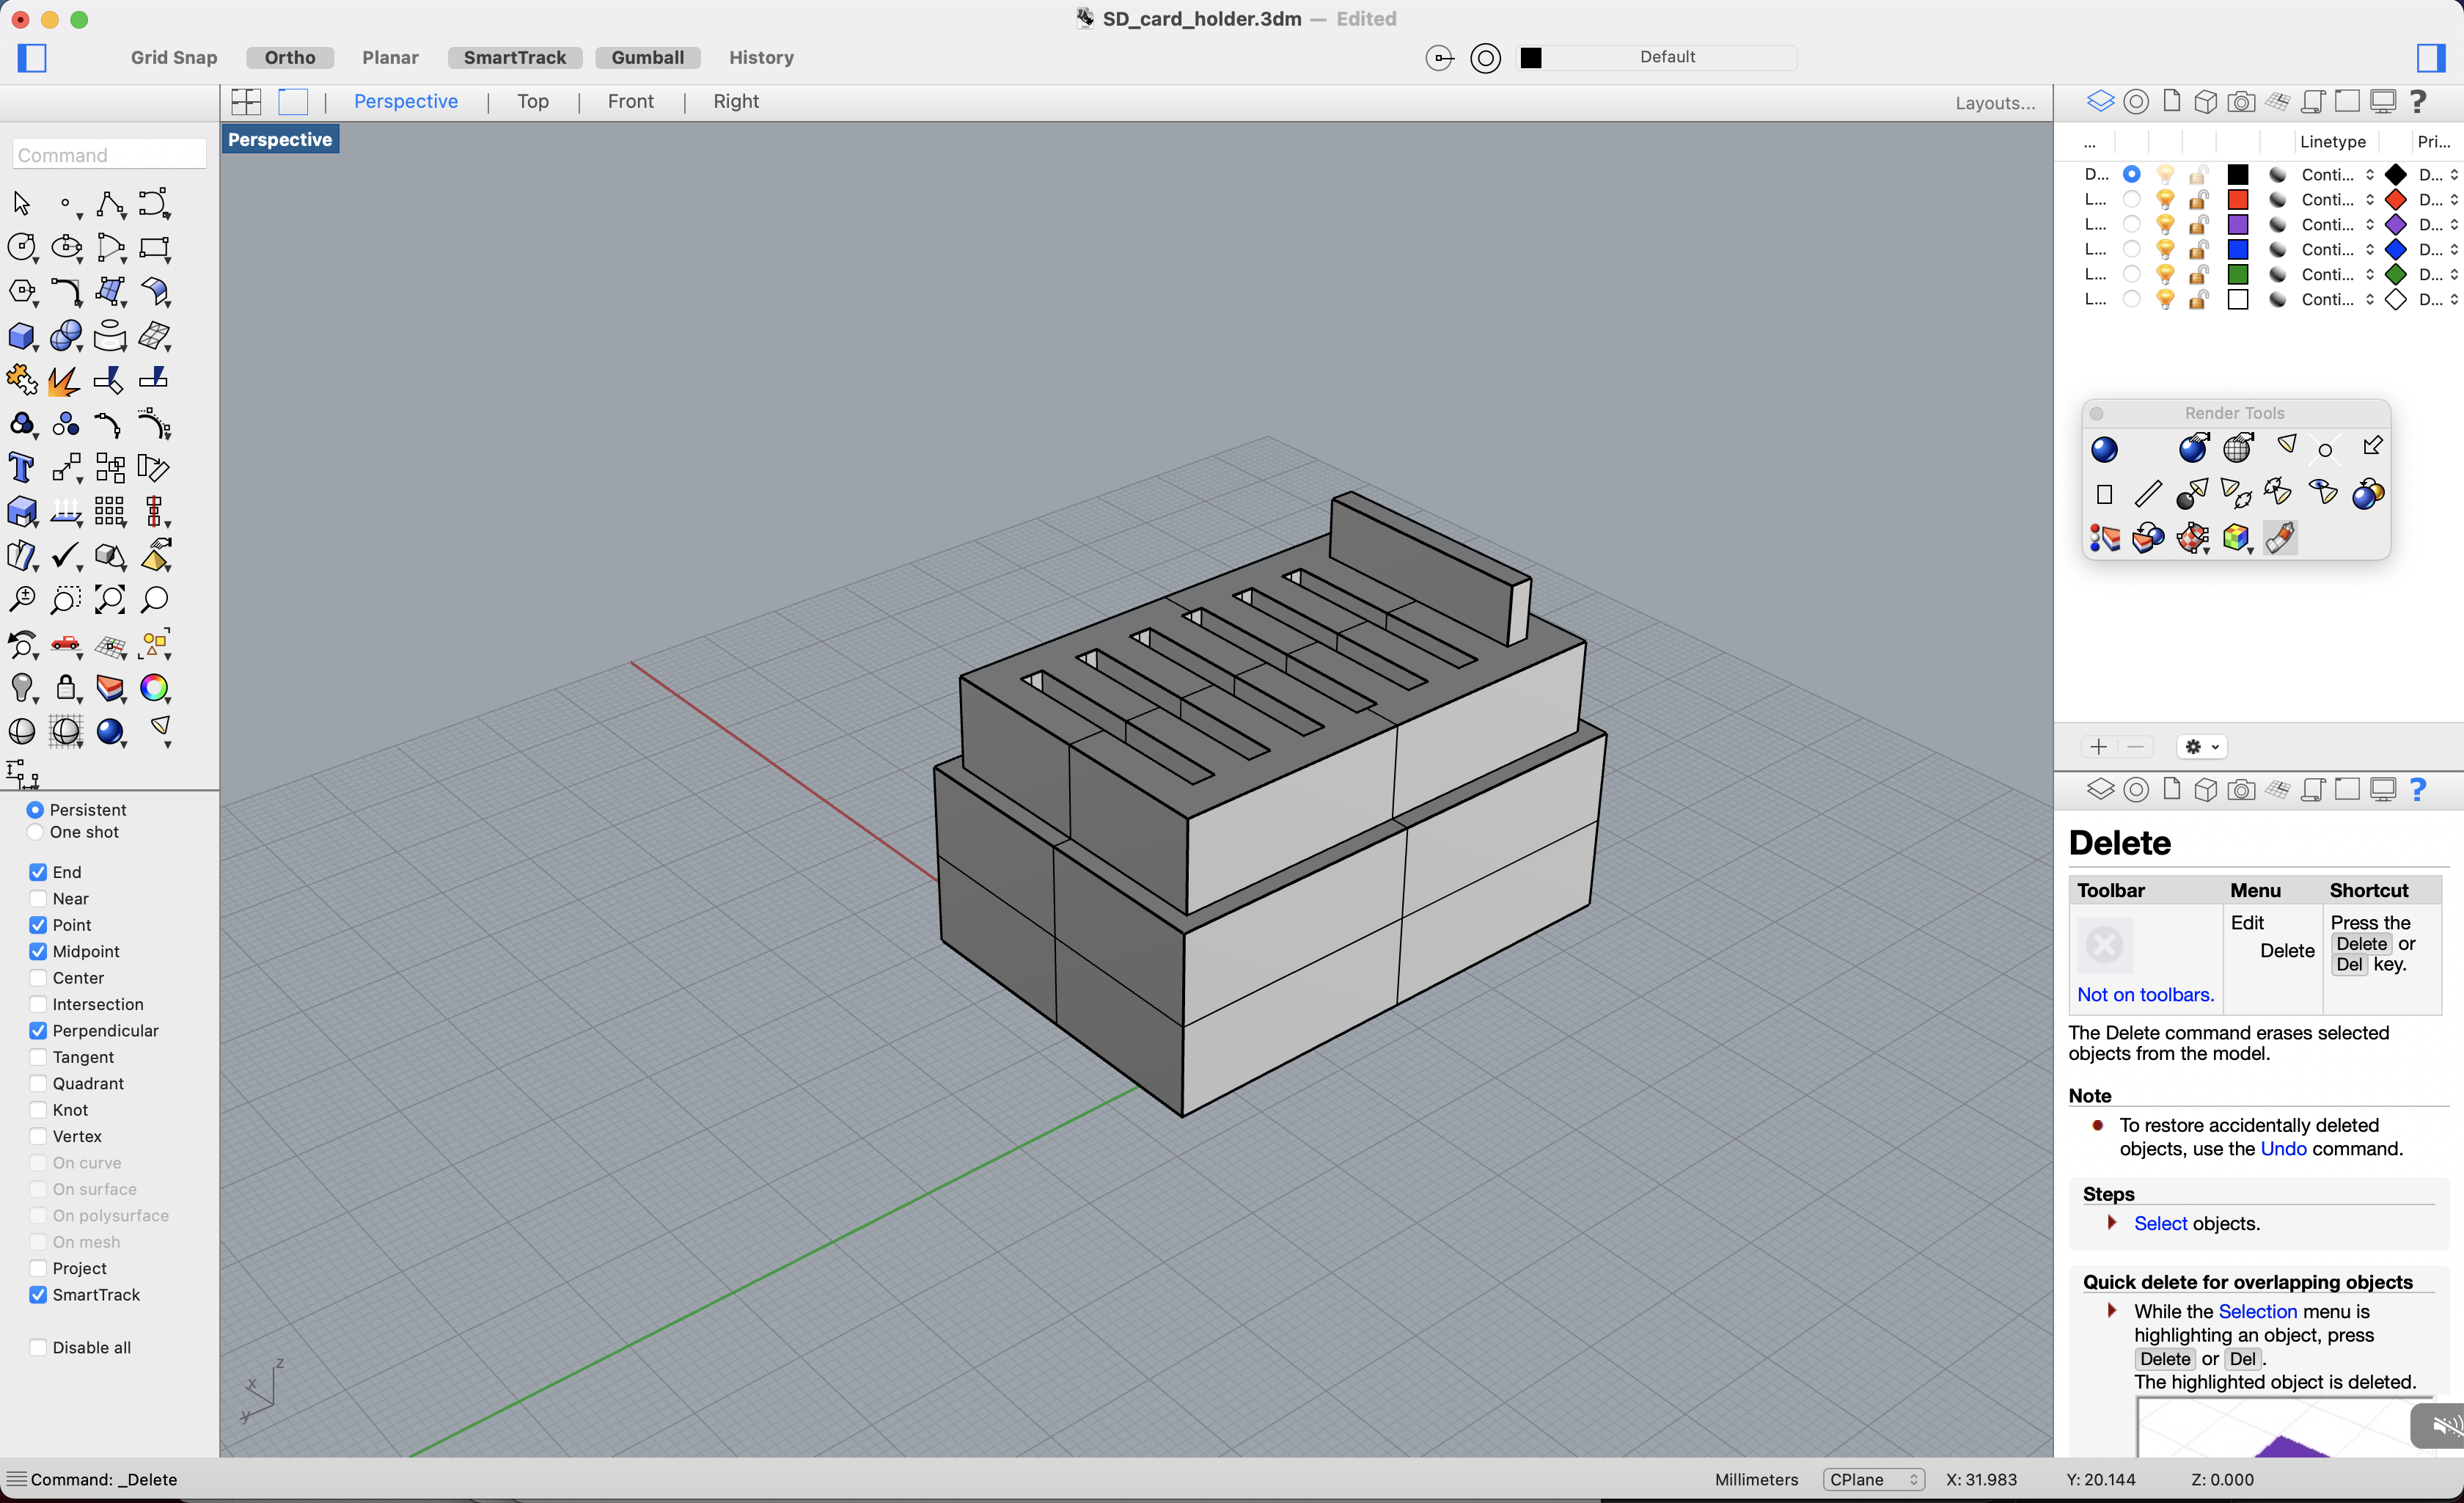 SD_card_holder.3dm — Edited
Grid Snap Ortho Planar SmartTrack Gumball History Default
Perspective Top Front Right Layouts...
Perspective
Command
... Linetype Pri...
D... Conti... D...
L... Conti... D...
L... Conti... D...
L... Conti... D...
L... Conti... D...
L... Conti... D...
Render Tools
Persistent
One shot
End
Near
Point
Midpoint
Center
Intersection
Perpendicular
Tangent
Quadrant
Knot
Vertex
On curve
On surface
On polysurface
On mesh
Project
SmartTrack
Disable all
z
x
y
Delete
Toolbar Menu Shortcut
Not on toolbars.
Edit
Delete
Press the
Delete or
Del key.
The Delete command erases selected
objects from the model.
Note
To restore accidentally deleted
objects, use the Undo command.
Steps
Select objects.
Quick delete for overlapping objects
While the Selection menu is
highlighting an object, press
Delete or Del.
The highlighted object is deleted.
Command: _Delete
Millimeters CPlane X: 31.983 Y: 20.144 Z: 0.000